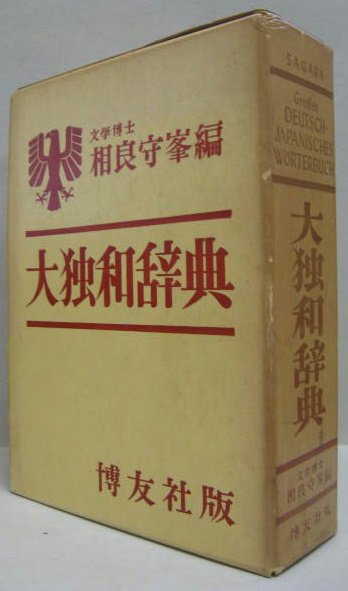 文学博士
相良守峯編
大独和辞典
博友社版
SAGARA
Großes
DEUTSCH-
JAPANISCHES
WÖRTERBUCH
大独和辞典
文学博士
相良守峯編
博友社版